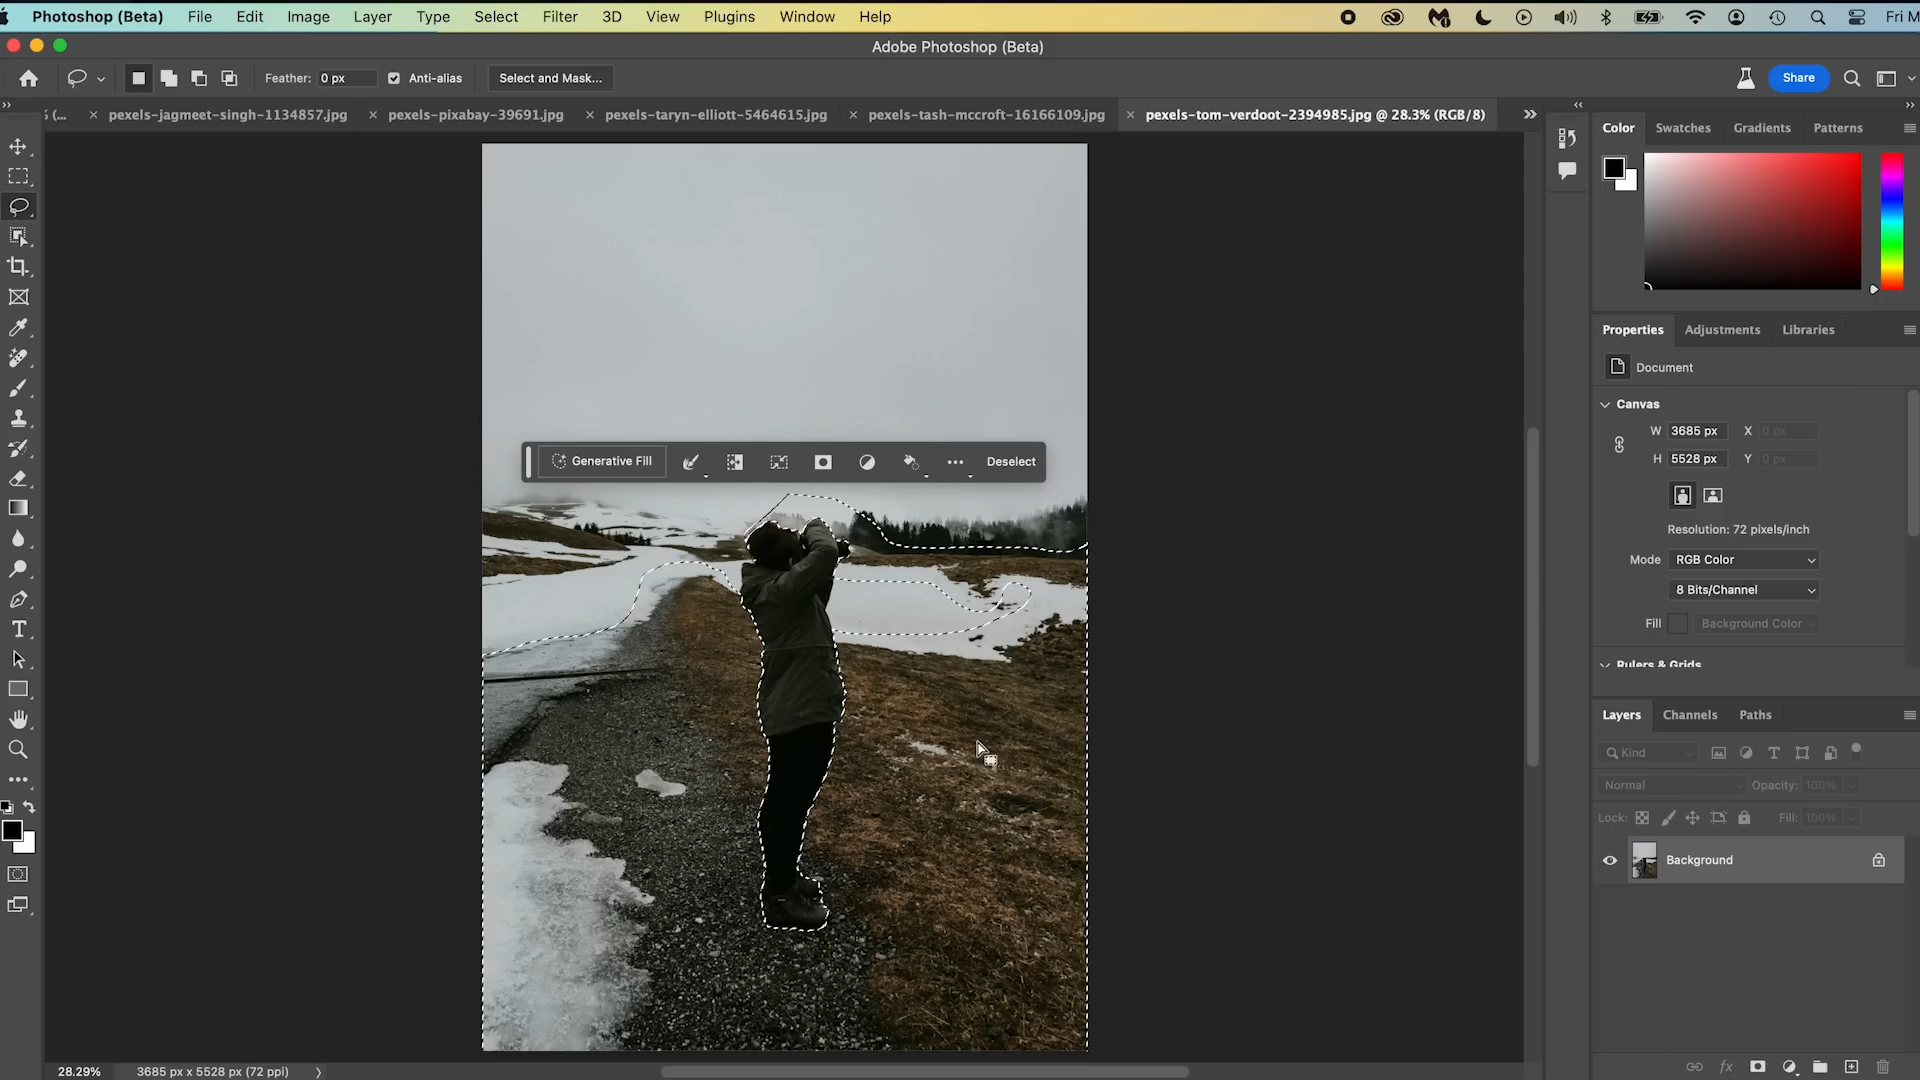 Photoshop (Beta) File Edit Image Layer Type Select Filter 3D View Plugins Window Help Fri M
Adobe Photoshop (Beta)
Feather: 0 px Anti-alias Select and Mask... Share
(... pexels-jagmeet-singh-1134857.jpg pexels-pixabay-39691.jpg pexels-taryn-elliott-5464615.jpg pexels-tash-mccroft-16166109.jpg pexels-tom-verdoot-2394985.jpg @ 28.3% (RGB/8)
Color Swatches Gradients Patterns
Properties Adjustments Libraries
Document
Canvas
W 3685 px X 0 px
H 5528 px Y 0 px
Generative Fill Deselect
Resolution: 72 pixels/inch
Mode RGB Color
8 Bits/Channel
Fill Background Color
Rulers & Grids
Layers Channels Paths
Kind
Normal Opacity: 100%
Lock: Fill: 100%
Background
28.29% 3685 px x 5528 px (72 ppi)